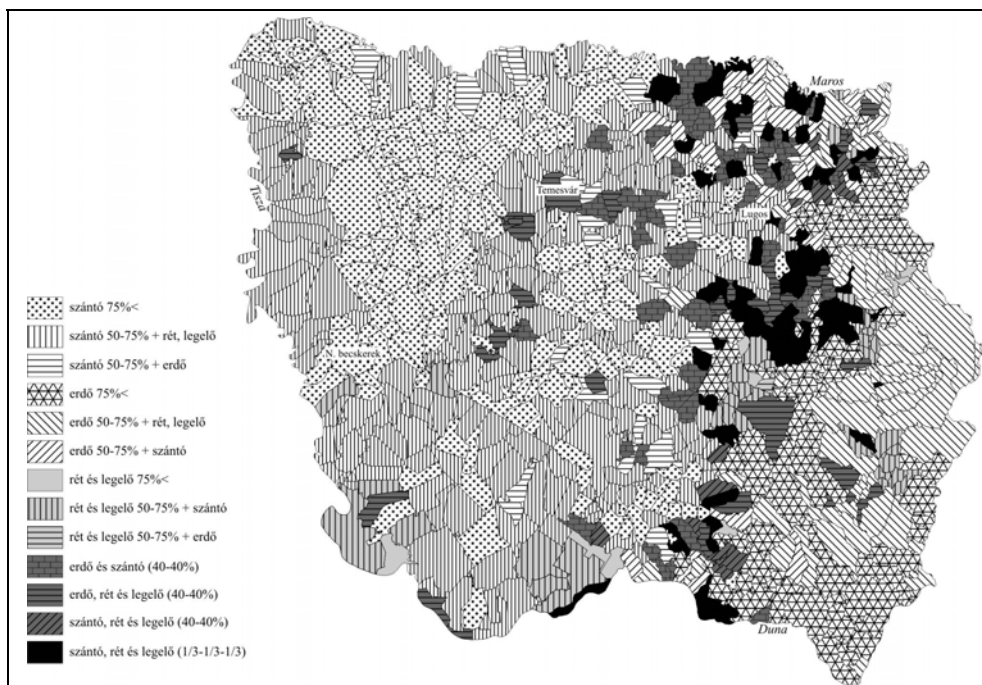 Maros
Tisza
Temesvár
Lugos
N. becskerek
Duna
szántó 75%<
szántó 50-75% + rét, legelő
szántó 50-75% + erdő
erdő 75%<
erdő 50-75% + rét, legelő
erdő 50-75% + szántó
rét és legelő 75%<
rét és legelő 50-75% + szántó
rét és legelő 50-75% + erdő
erdő és szántó (40-40%)
erdő, rét és legelő (40-40%)
szántó, rét és legelő (40-40%)
szántó, rét és legelő (1/3-1/3-1/3)